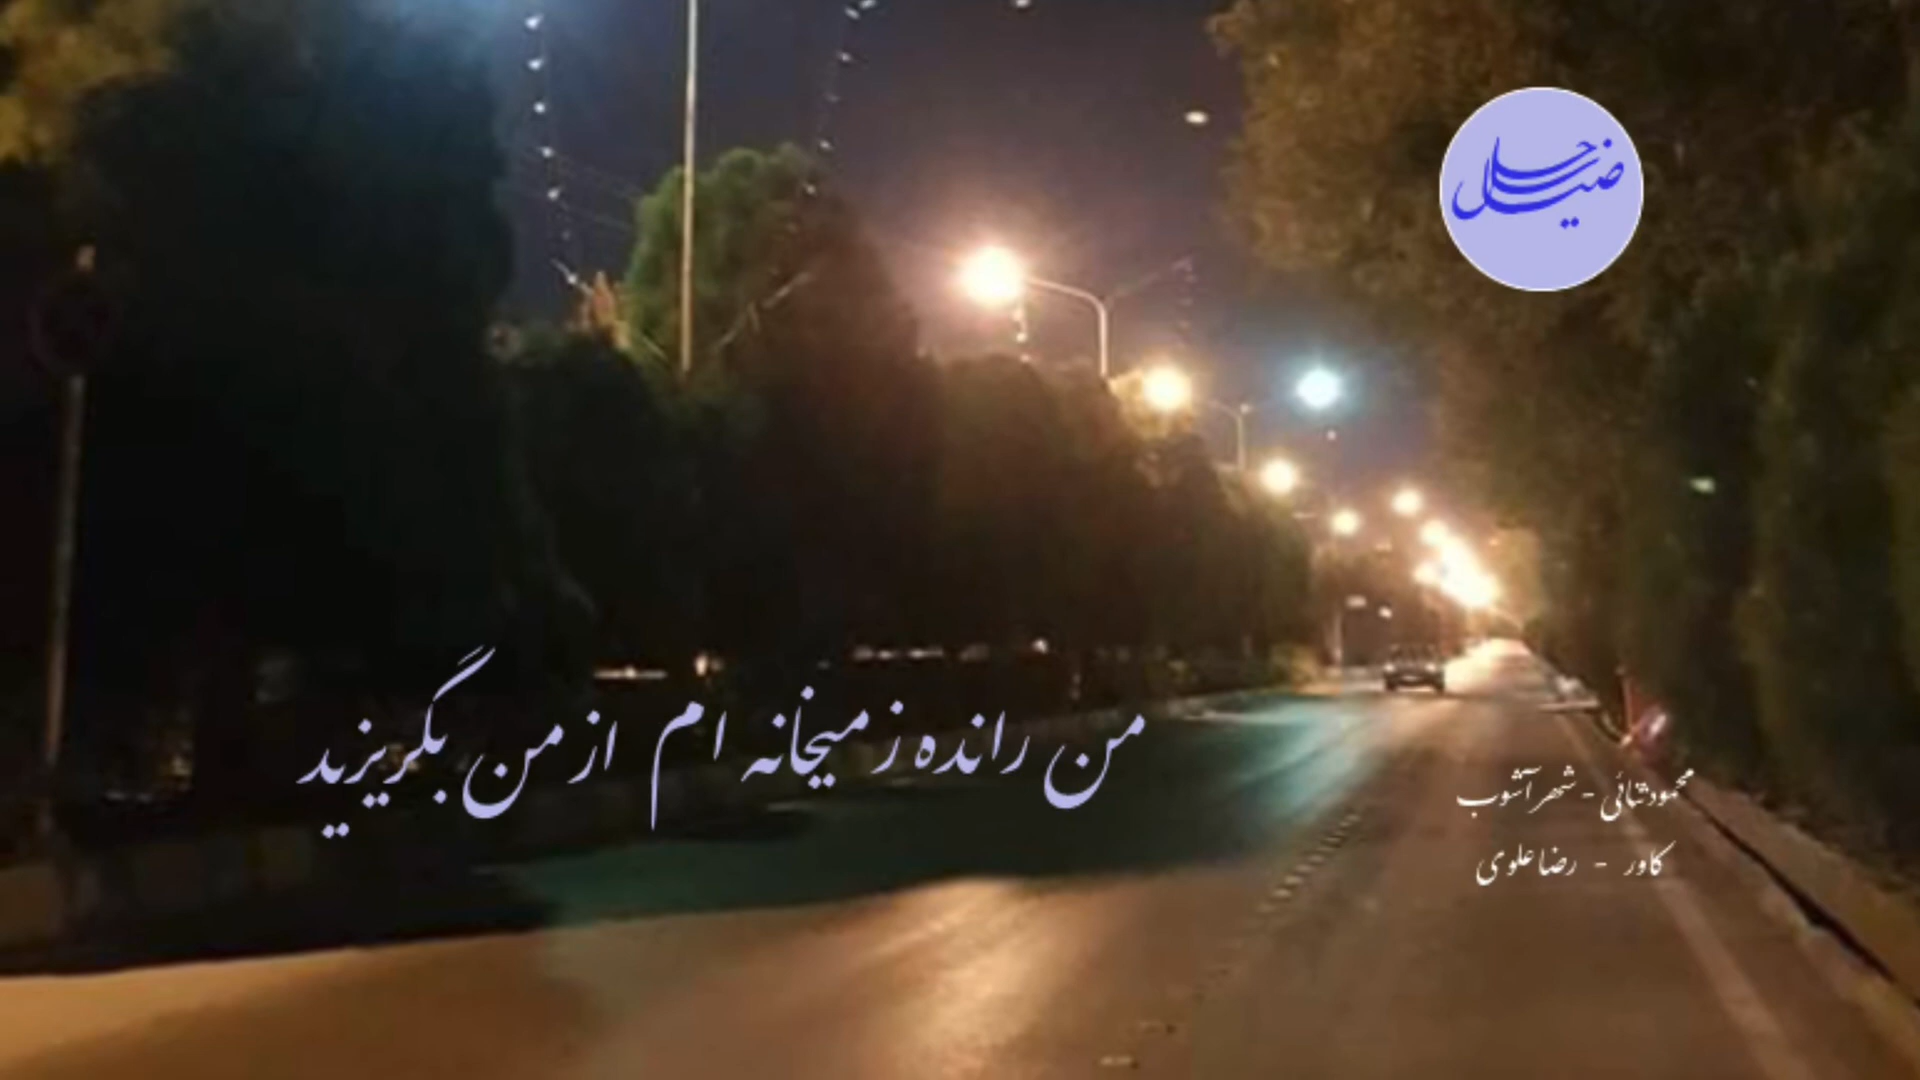 من رانده ز میخانه ام از من بگریزید
محمود ثنائی - شهر آشوب
کاور - رضا علوی